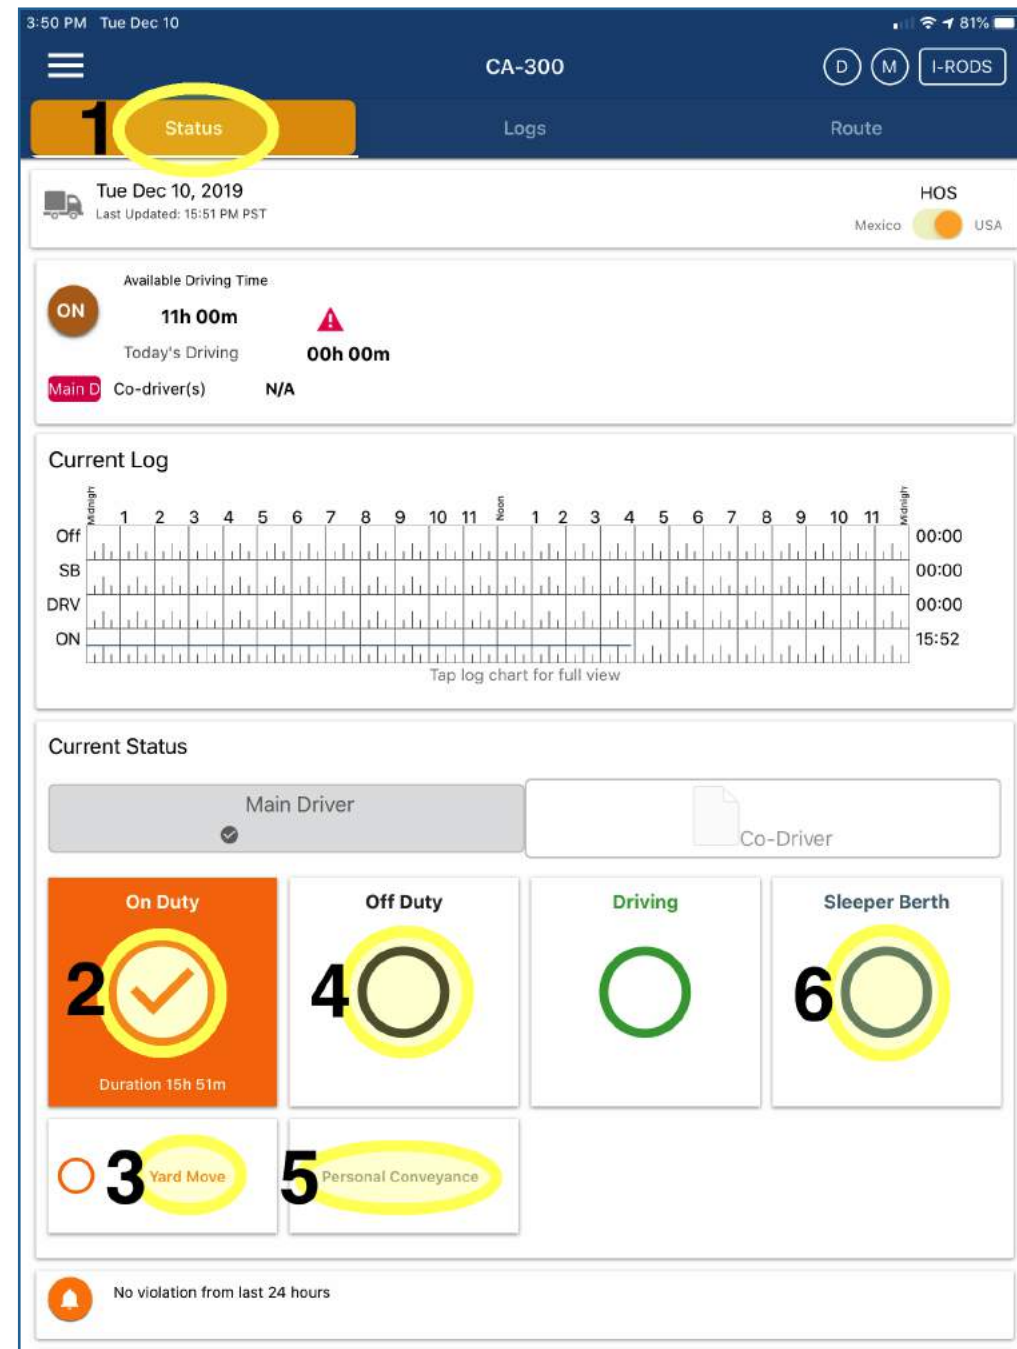 3:50 PM Tue Dec 10 81%
CA-300 D M I-RODS
1 Status Logs Route
Tue Dec 10, 2019 HOS
Last Updated: 15:51 PM PST
Mexico USA
Available Driving Time
ON 11h 00m
Today's Driving 00h 00m
Main D Co-driver(s) N/A
Current Log
Midnigh 1 2 3 4 5 6 7 8 9 10 11 Noon 1 2 3 4 5 6 7 8 9 10 11 Midnigh
Off 00:00
SB 00:00
DRV 00:00
ON 15:52
Tap log chart for full view
Current Status
Main Driver
Co-Driver
On Duty Off Duty Driving Sleeper Berth
2 4 6
Duration 15h 51m
3 Yard Move 5 Personal Conveyance
No violation from last 24 hours